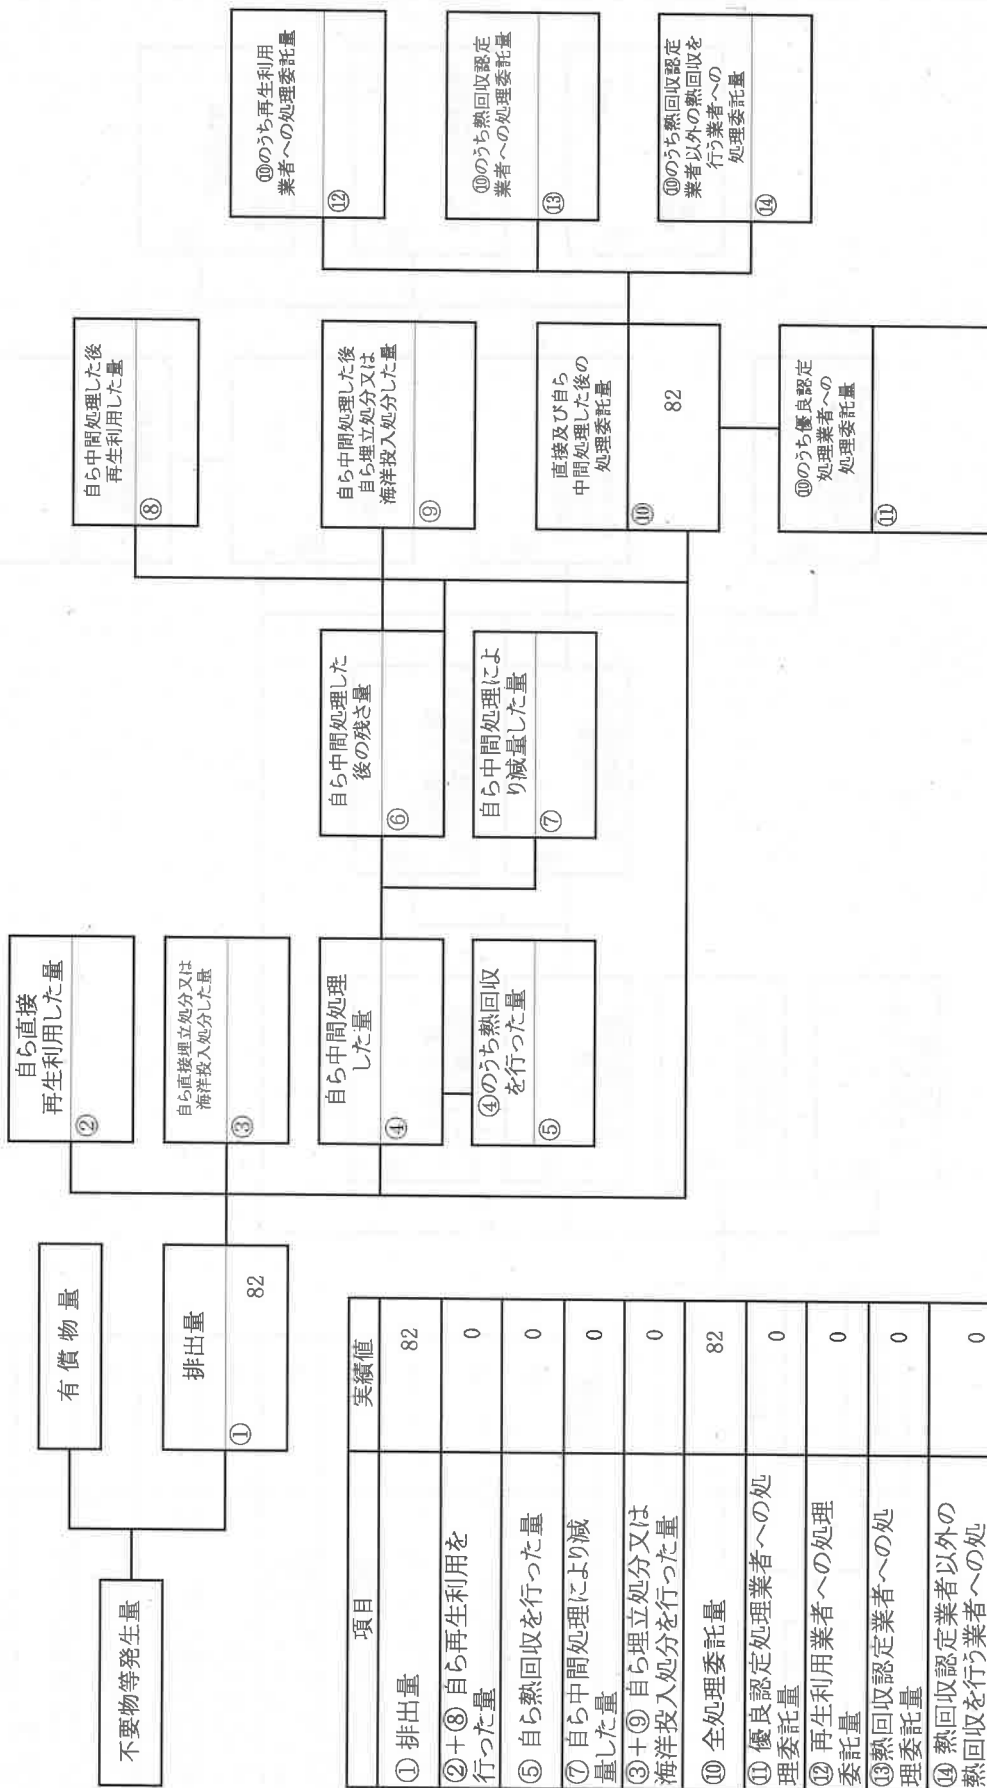 不要物等発生量
有 償 物 量
排出量
①
82
自ら直接
再生利用した量
②
自ら直接埋立処分又は
海洋投入処分した量
③
自ら中間処理
した量
④
④のうち熱回収
を行った量
⑤
自ら中間処理した
後の残さ量
⑥
自ら中間処理によ
り減量した量
⑦
自ら中間処理した後
再生利用した量
⑧
自ら中間処理した後
自ら埋立処分又は
海洋投入処分した量
⑨
直接及び自ら
中間処理した後の
処理委託量
⑩
82
⑩のうち優良認定
処理業者への
処理委託量
⑪
⑩のうち再生利用
業者への処理委託量
⑫
⑩のうち熱回収認定
業者への処理委託量
⑬
⑩のうち熱回収認定
業者以外の熱回収を
行う業者への
処理委託量
⑭
項目 実績値
① 排出量 82
②+⑧ 自ら再生利用を
行った量 0
⑤ 自ら熱回収を行った量 0
⑦ 自ら中間処理により減
量した量 0
③+⑨ 自ら埋立処分又は
海洋投入処分を行った量 0
⑩ 全処理委託量 82
⑪ 優良認定処理業者への処
理委託量 0
⑫ 再生利用業者への処理
委託量 0
⑬熱回収認定業者への処
理委託量 0
⑭ 熱回収認定業者以外の
熱回収を行う業者への処 0